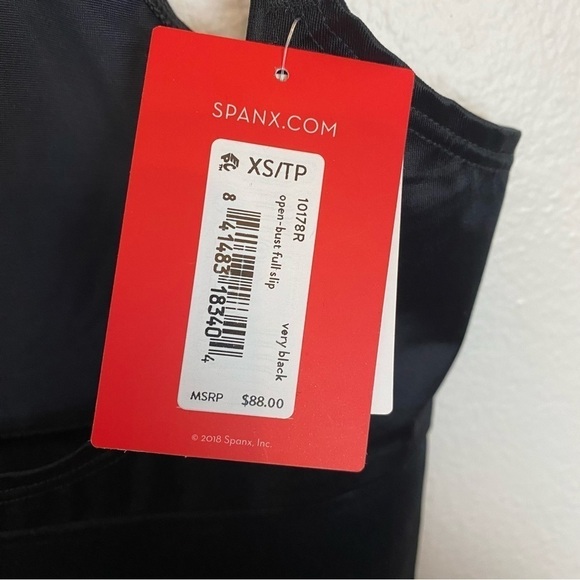 SPANX.COM
XS/TP
10178R
open-bust full slip
very black
8 41483 18340 4
MSRP $88.00
© 2018 Spanx, Inc.